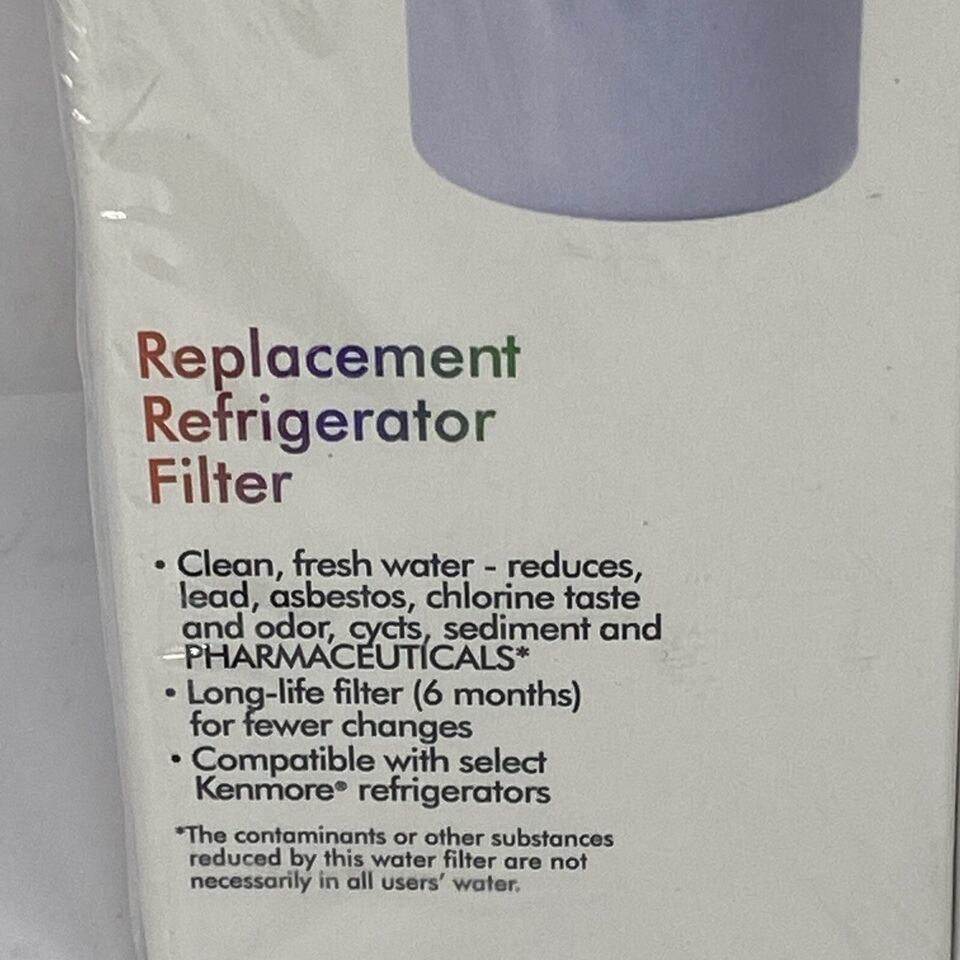 Replacement
Refrigerator
Filter
• Clean, fresh water - reduces,
lead, asbestos, chlorine taste
and odor, cycts, sediment and
PHARMACEUTICALS*
• Long-life filter (6 months)
for fewer changes
• Compatible with select
Kenmore® refrigerators
*The contaminants or other substances
reduced by this water filter are not
necessarily in all users' water.